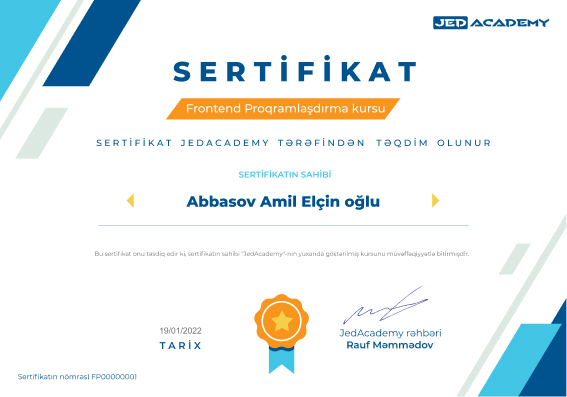 JED ACADEMY
SERTİFİKAT
Frontend Proqramlaşdırma kursu
SERTİFİKAT JEDACADEMY TƏRƏFİNDƏN TƏQDİM OLUNUR
SERTİFİKATIN SAHİBİ
Abbasov Amil Elçin oğlu
Bu sertifikat onu təsdiq edir ki, sertifikatın sahibi "JedAcademy"-nin yuxarıda göstərilmiş kursunu müvəffəqiyyətlə bitirmişdir.
19/01/2022
TARİX
JedAcademy rəhbəri
Rauf Məmmədov
Sertifikatın nömrəsi FP00000001